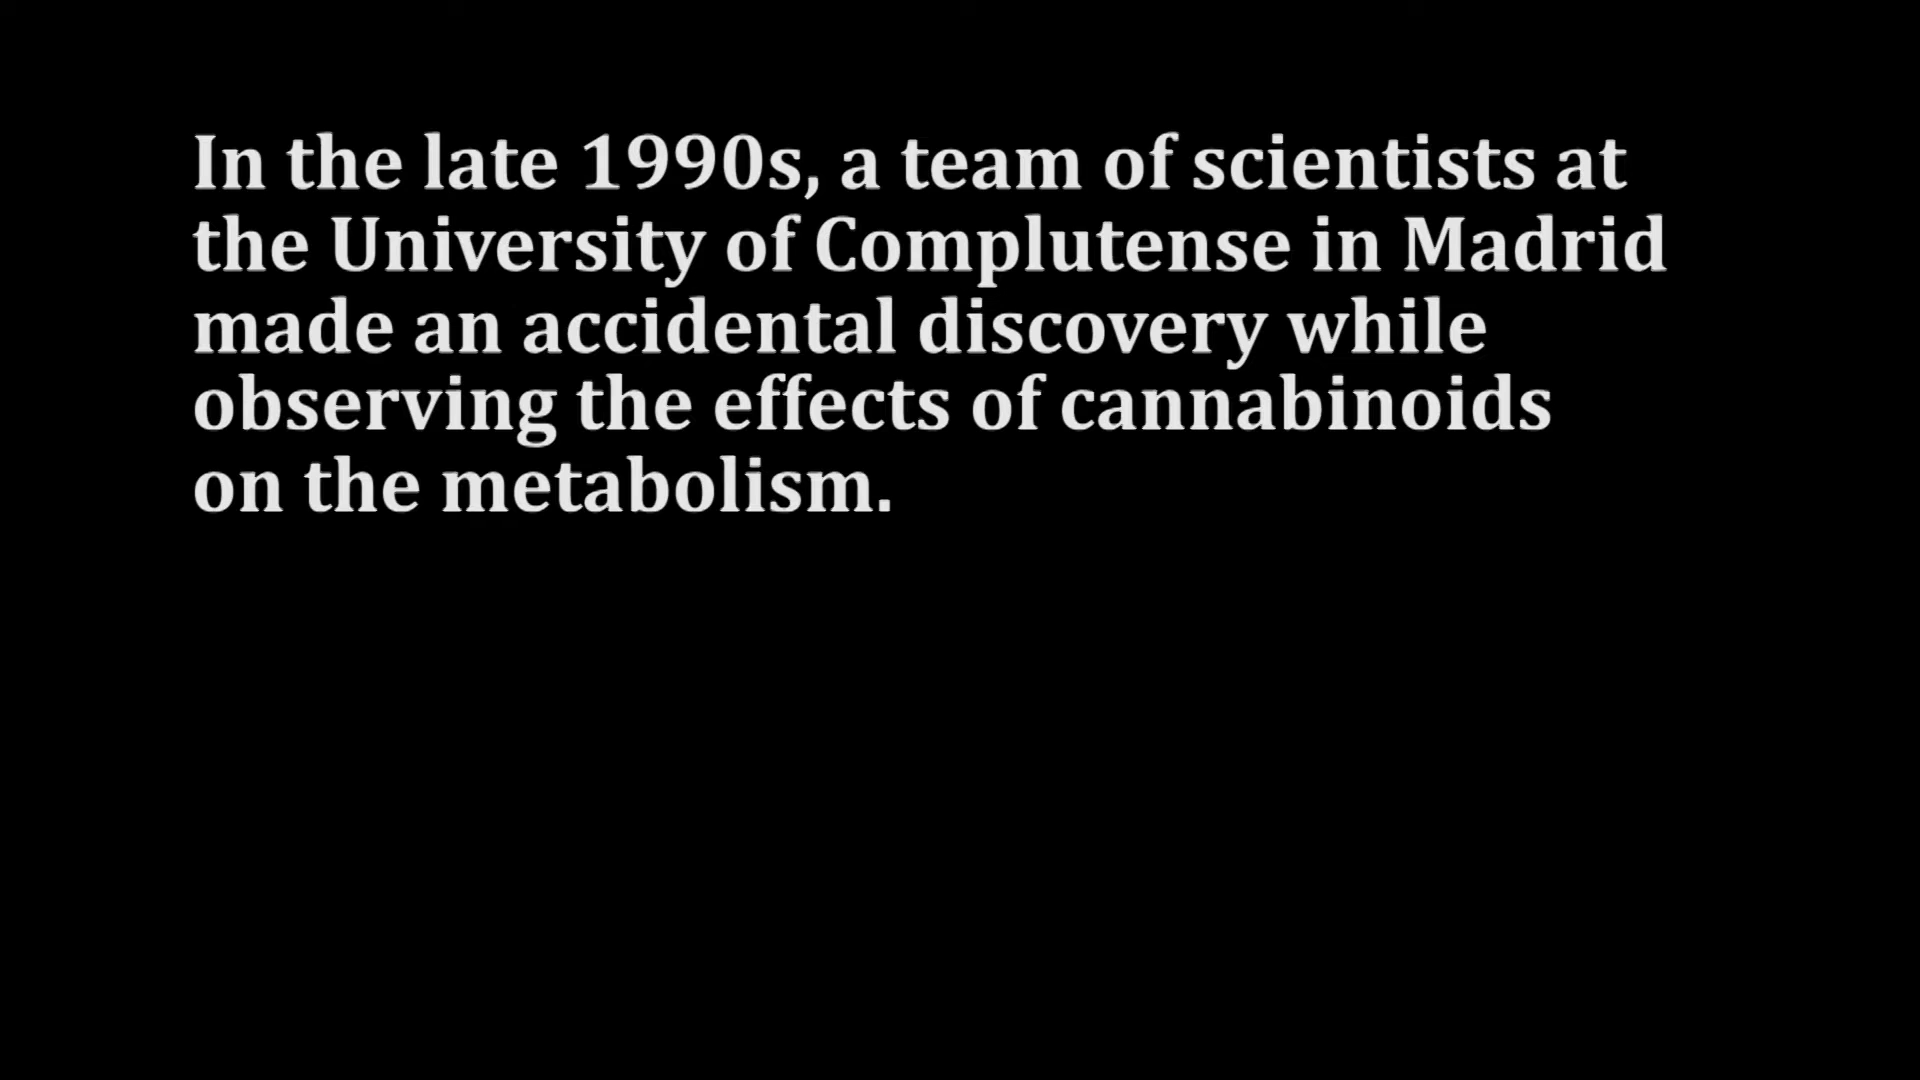 In the late 1990s, a team of scientists at
the University of Complutense in Madrid
made an accidental discovery while
observing the effects of cannabinoids
on the metabolism.